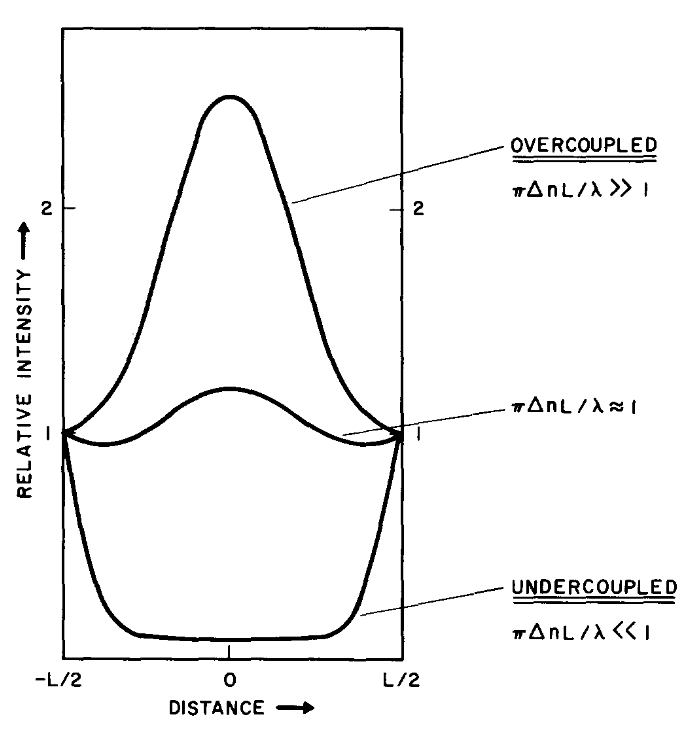 OVERCOUPLED
πΔnL/λ >> 1
2
2
RELATIVE INTENSITY
πΔnL/λ ≈ 1
1
1
UNDERCOUPLED
πΔnL/λ << 1
-L/2
0
L/2
DISTANCE